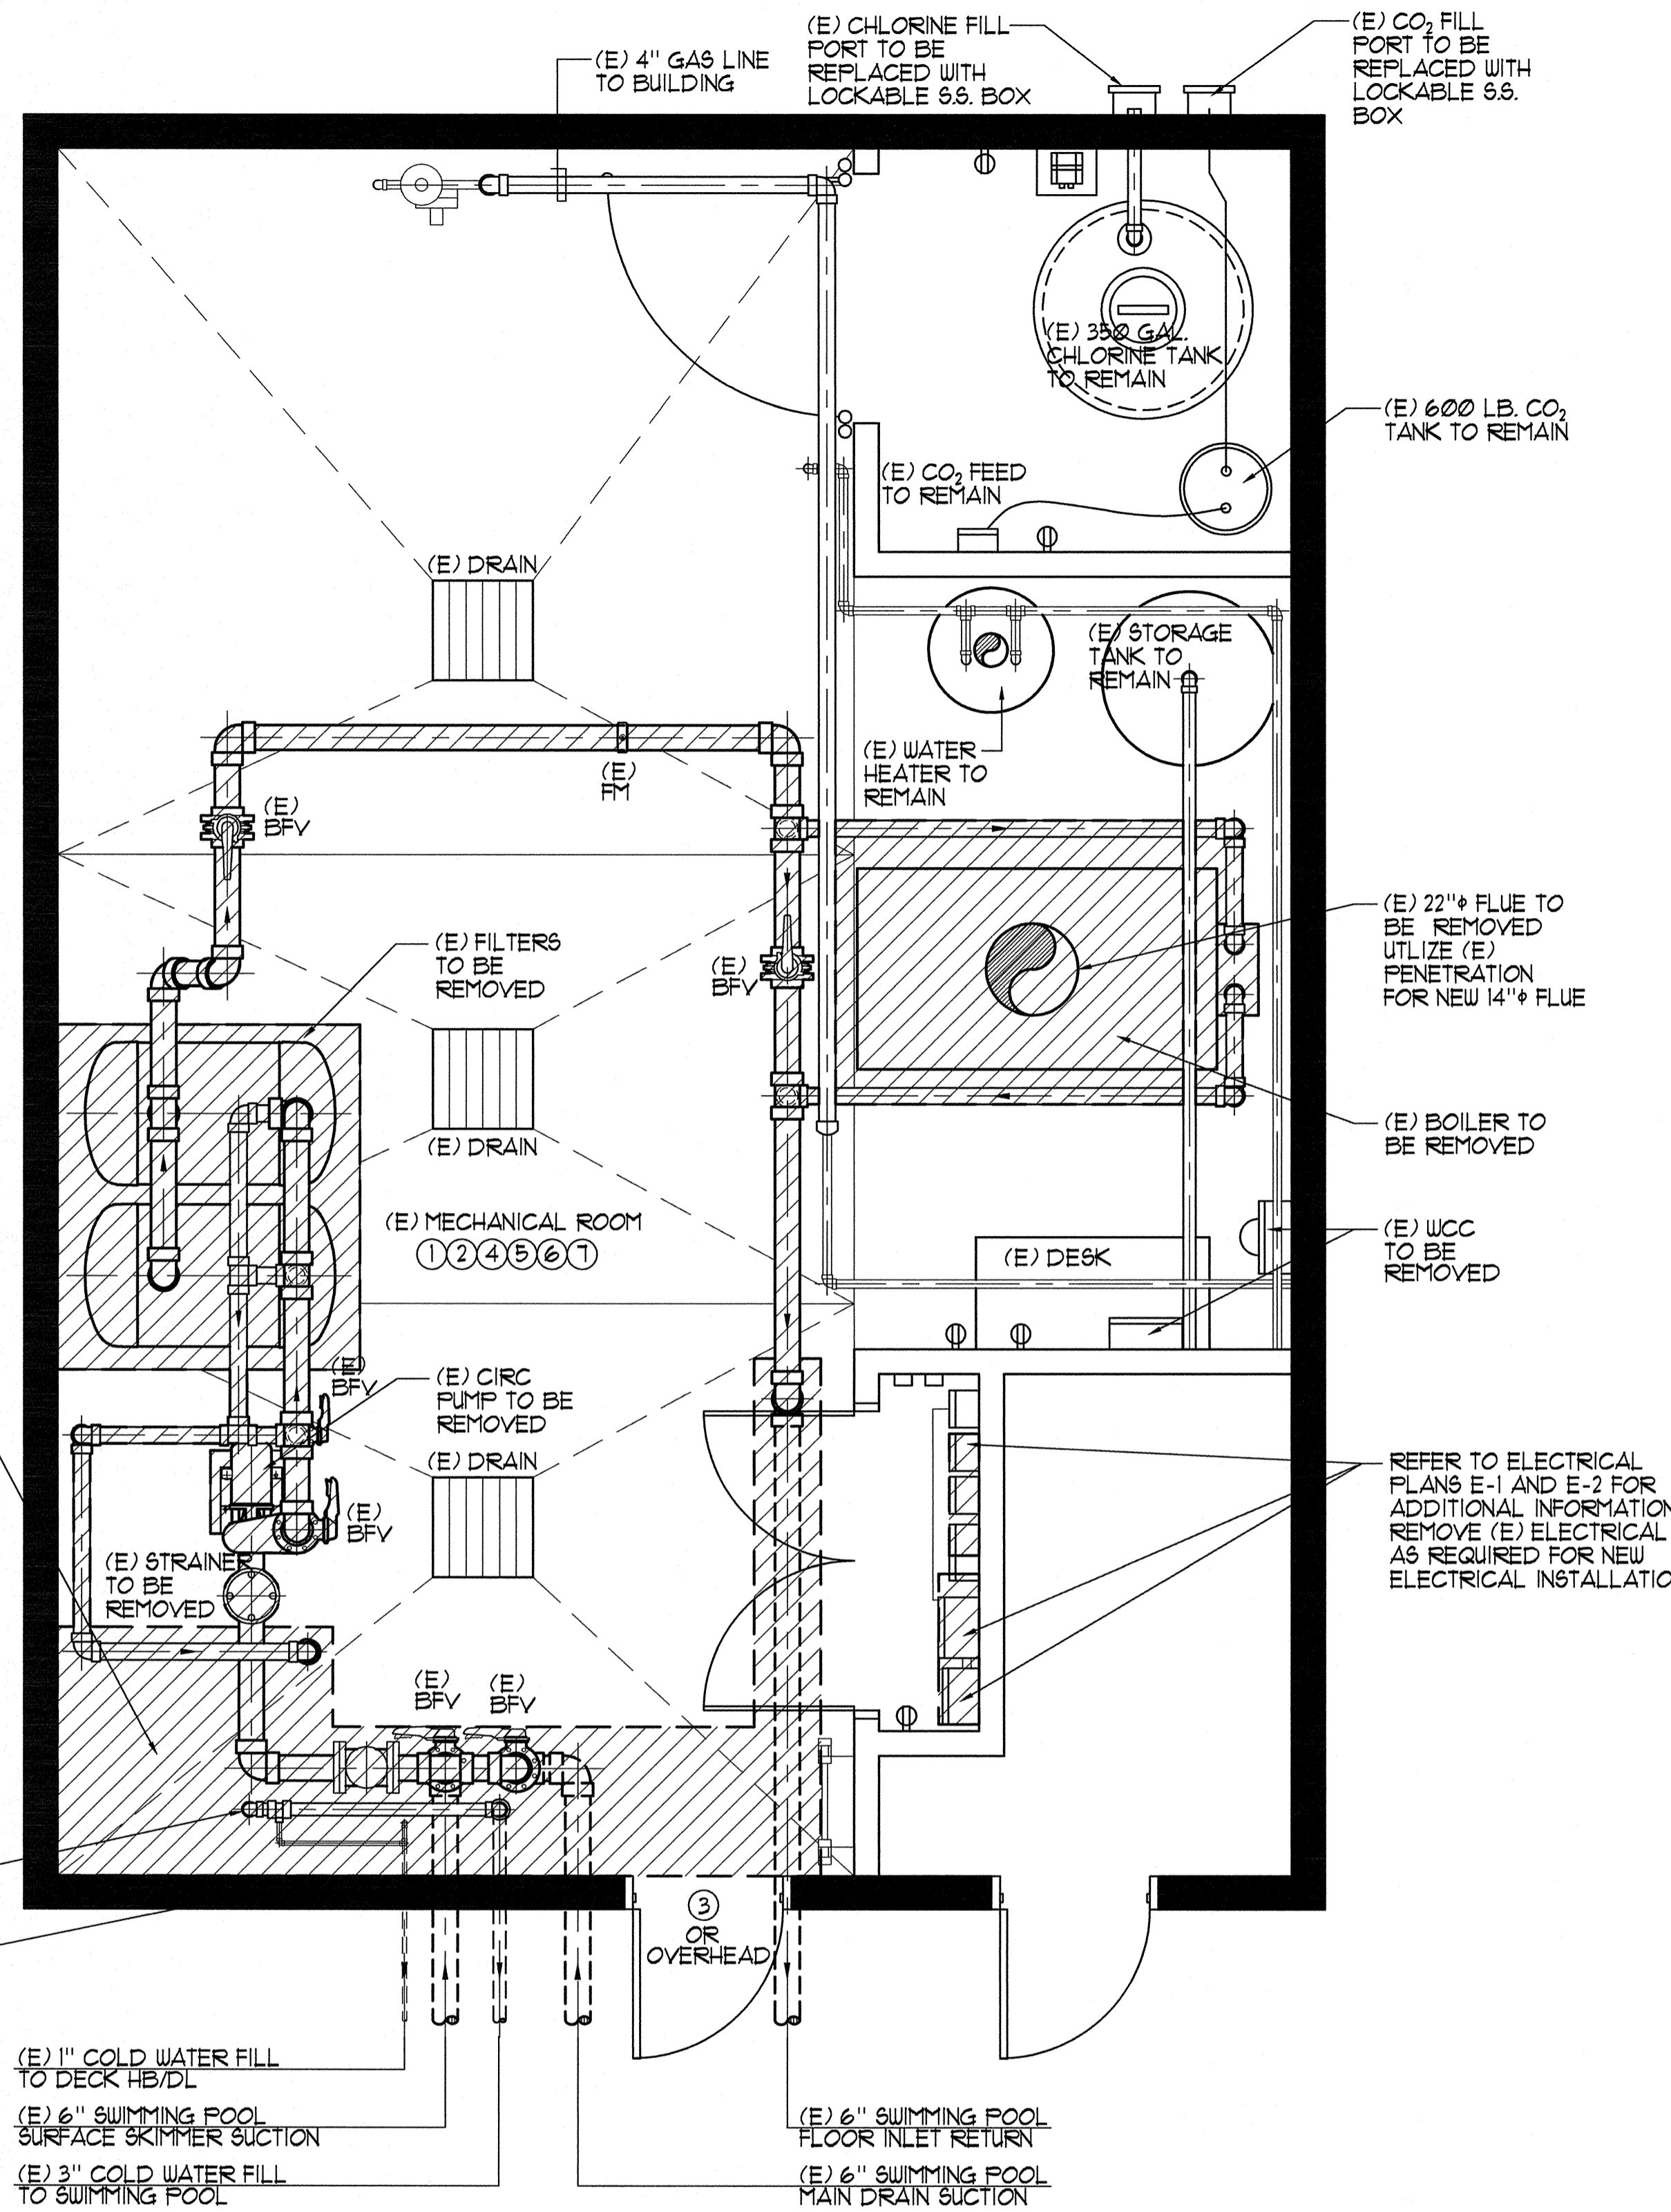 (E) CHLORINE FILL
PORT TO BE
REPLACED WITH
LOCKABLE S.S. BOX
(E) CO₂ FILL
PORT TO BE
REPLACED WITH
LOCKABLE S.S.
BOX
(E) 4" GAS LINE
TO BUILDING
(E) 350 GAL.
CHLORINE TANK
TO REMAIN
(E) 600 LB. CO₂
TANK TO REMAIN
(E) CO₂ FEED
TO REMAIN
(E) DRAIN
(E) STORAGE
TANK TO
REMAIN
(E) WATER
HEATER TO
REMAIN
(E)
FM
(E)
BFV
(E) FILTERS
TO BE
REMOVED
(E)
BFV
(E) 22"φ FLUE TO
BE REMOVED
UTLIZE (E)
PENETRATION
FOR NEW 14"φ FLUE
(E) DRAIN
(E) BOILER TO
BE REMOVED
(E) MECHANICAL ROOM
1 2 4 5 6 7
(E) DESK
(E) WCC
TO BE
REMOVED
(E)
BFV
(E) CIRC
PUMP TO BE
REMOVED
(E) DRAIN
(E)
BFV
REFER TO ELECTRICAL
PLANS E-1 AND E-2 FOR
ADDITIONAL INFORMATION
REMOVE (E) ELECTRICAL
AS REQUIRED FOR NEW
ELECTRICAL INSTALLATIO
(E) STRAINER
TO BE
REMOVED
(E)
BFV
(E)
BFV
3
OR
OVERHEAD
(E) 1" COLD WATER FILL
TO DECK HB/DL
(E) 6" SWIMMING POOL
SURFACE SKIMMER SUCTION
(E) 3" COLD WATER FILL
TO SWIMMING POOL
(E) 6" SWIMMING POOL
FLOOR INLET RETURN
(E) 6" SWIMMING POOL
MAIN DRAIN SUCTION